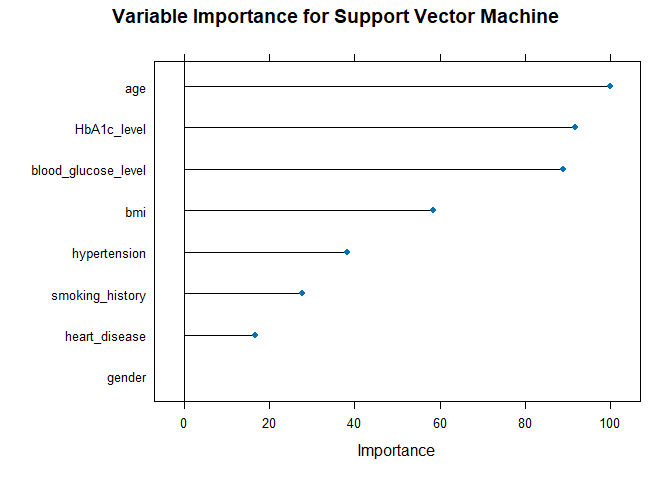 Variable Importance for Support Vector Machine
age
HbA1c_level
blood_glucose_level
bmi
hypertension
smoking_history
heart_disease
gender
0 20 40 60 80 100
Importance